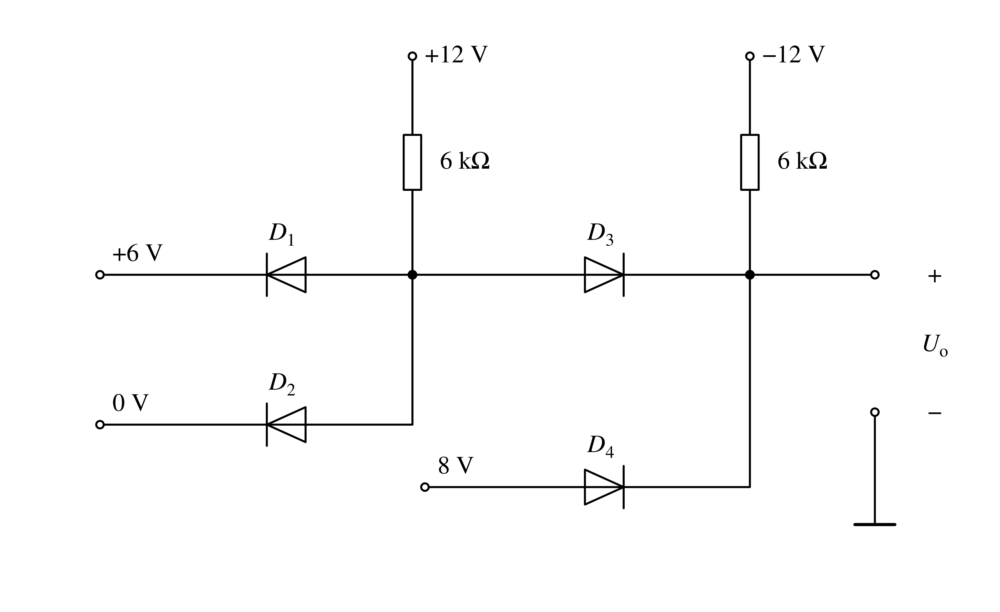 +12 V
−12 V
6 kΩ
6 kΩ
D1
D3
+6 V
+
Uo
D2
0 V
−
D4
8 V